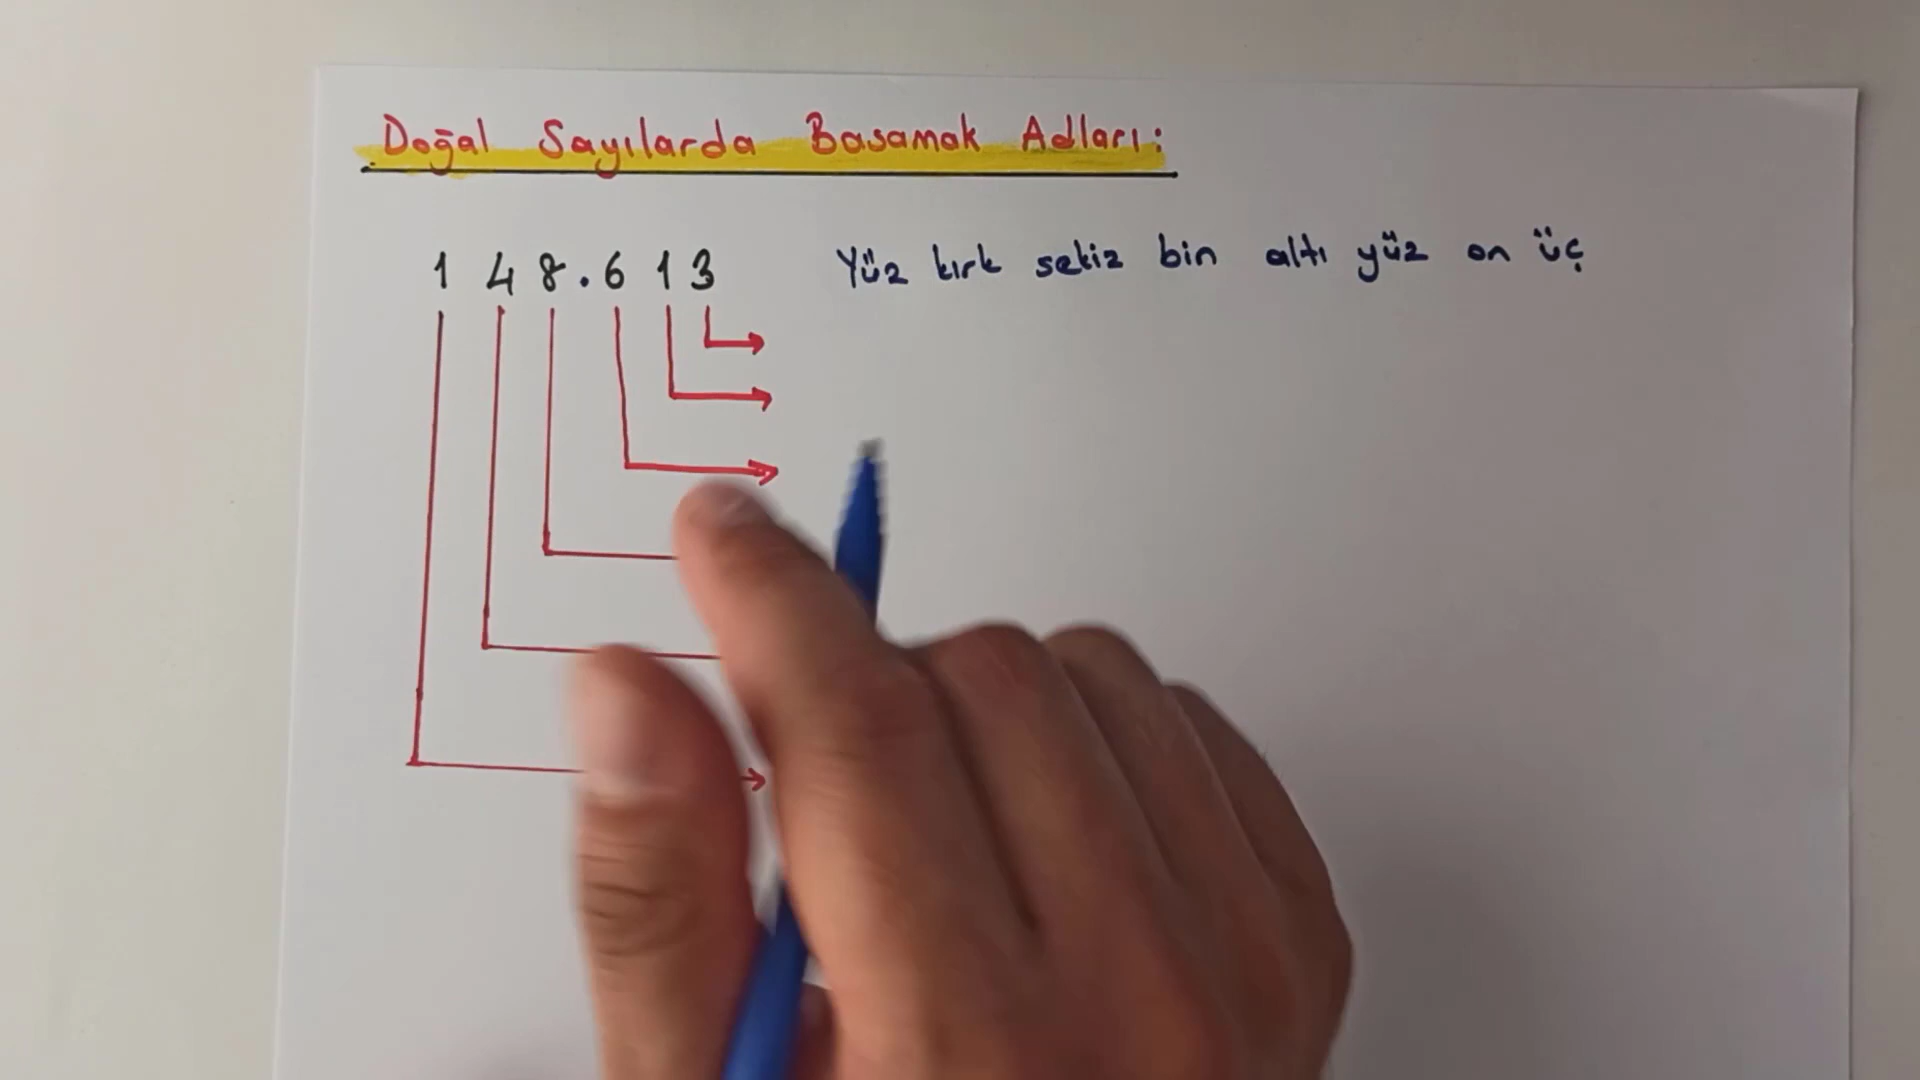 Doğal Sayılarda Basamak Adları:
148.613 Yüz kırk sekiz bin altı yüz on üç